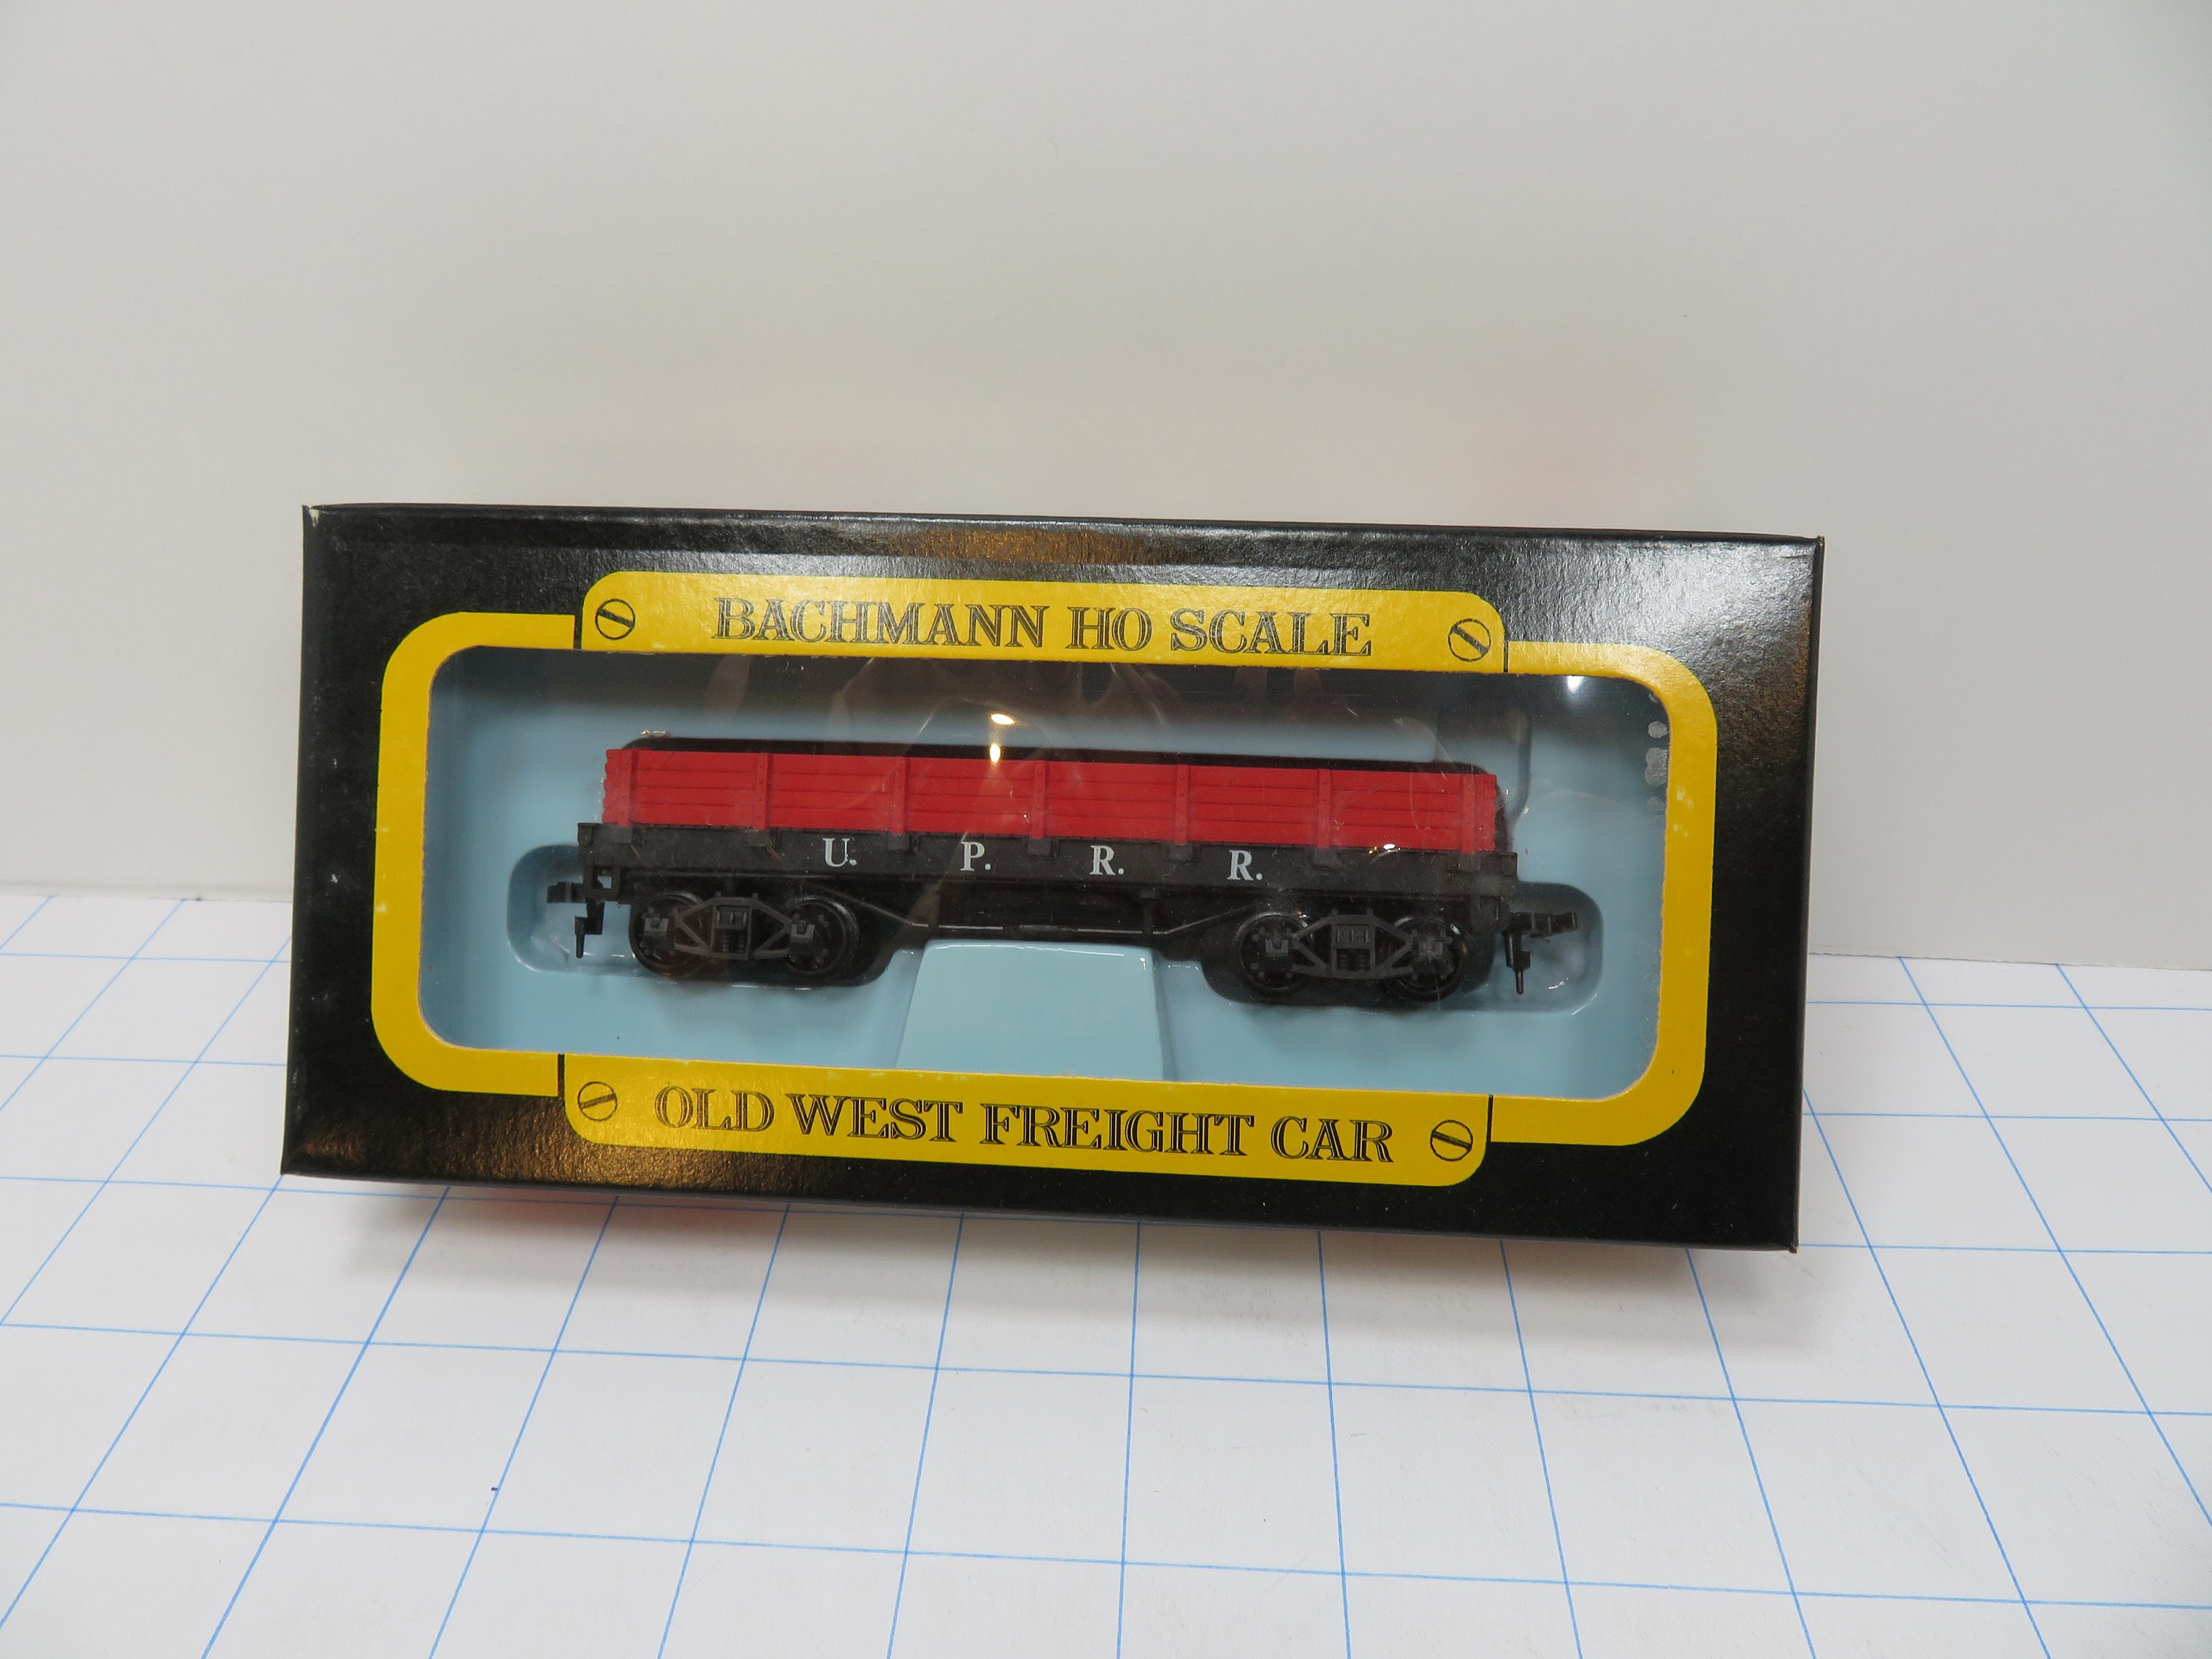 BACHMANN HO SCALE
U. P. R. R.
OLD WEST FREIGHT CAR